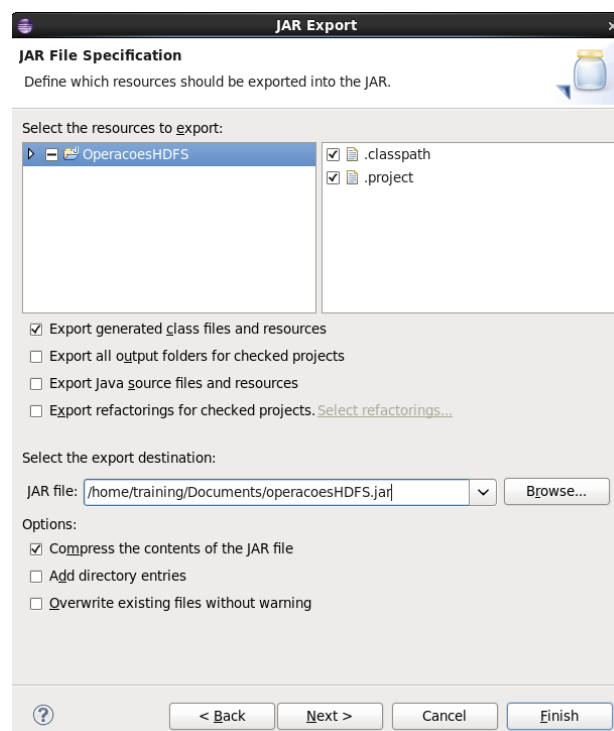 JAR Export
JAR File Specification
Define which resources should be exported into the JAR.
Select the resources to export:
OperacoesHDFS
.classpath
.project
Export generated class files and resources
Export all output folders for checked projects
Export Java source files and resources
Export refactorings for checked projects. Select refactorings...
Select the export destination:
JAR file: /home/training/Documents/operacoesHDFS.jar Browse...
Options:
Compress the contents of the JAR file
Add directory entries
Overwrite existing files without warning
? < Back Next > Cancel Finish